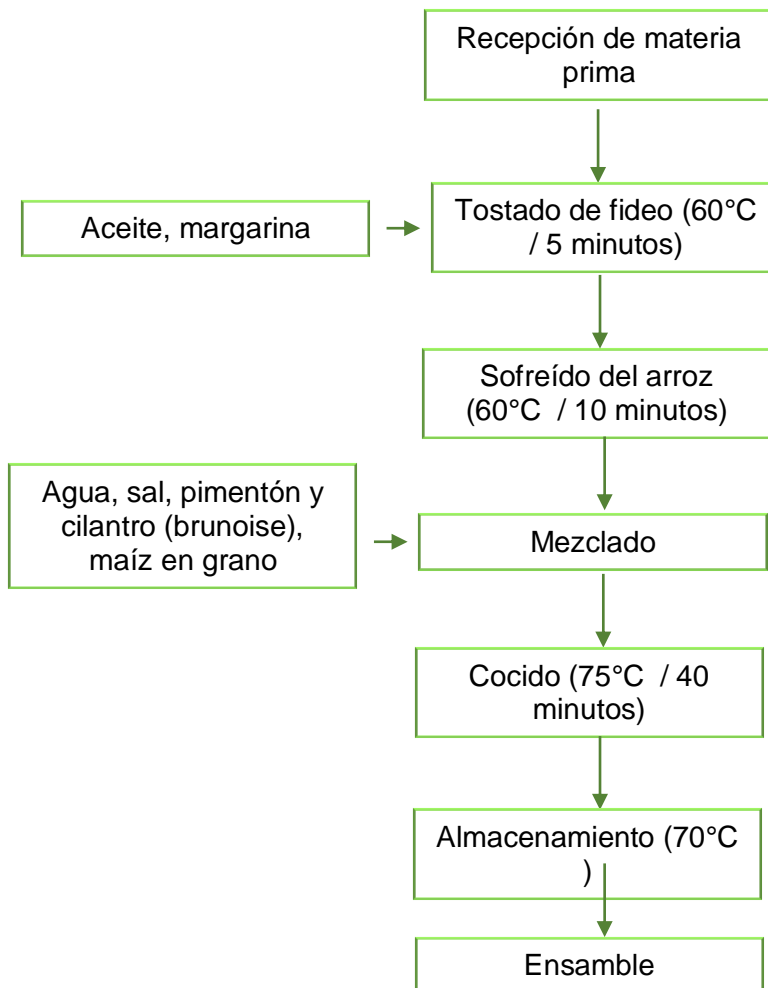 Recepción de materia
prima
Aceite, margarina
Tostado de fideo (60°C
/ 5 minutos)
Sofreído del arroz
(60°C  / 10 minutos)
Agua, sal, pimentón y
cilantro (brunoise),
maíz en grano
Mezclado
Cocido (75°C  / 40
minutos)
Almacenamiento (70°C
)
Ensamble